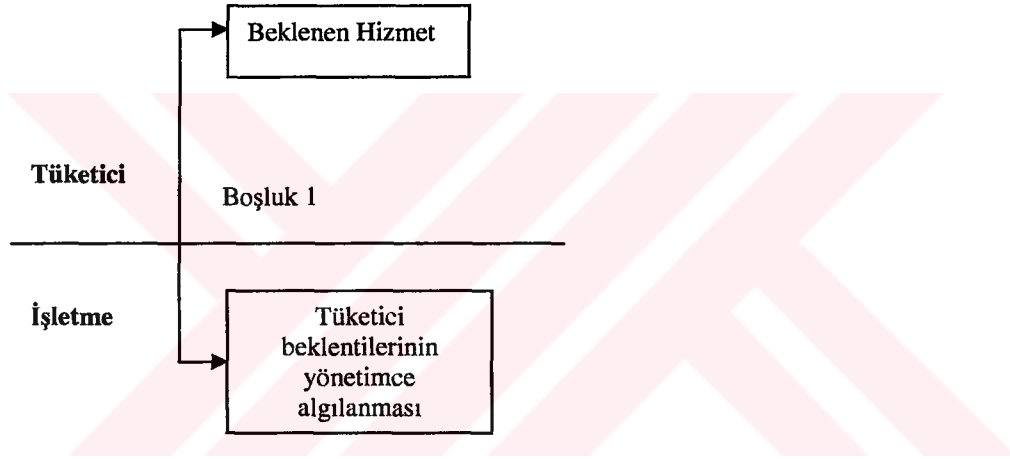 Beklenen Hizmet
Tüketici
Boşluk 1
İşletme
Tüketici
beklentilerinin
yönetimce
algılanması